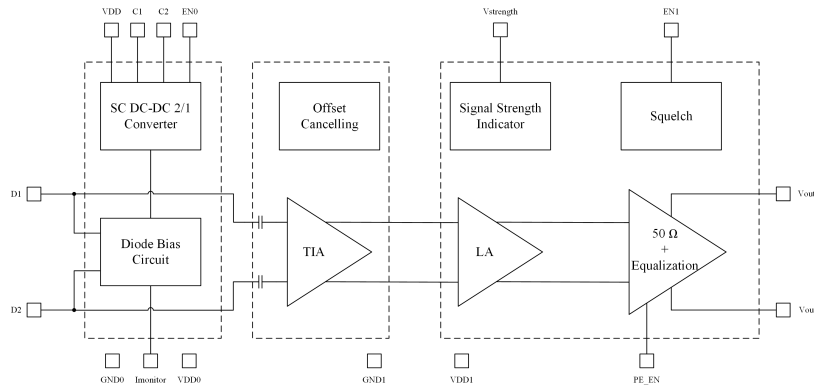 VDD C1 C2 EN0 Vstrength EN1
SC DC-DC 2/1
Converter
Offset
Cancelling
Signal Strength
Indicator
Squelch
D1
Vout
Diode Bias
Circuit
TIA
LA
50 Ω
+
Equalization
D2
Vou
GND0 Imonitor VDD0 GND1 VDD1 PE_EN